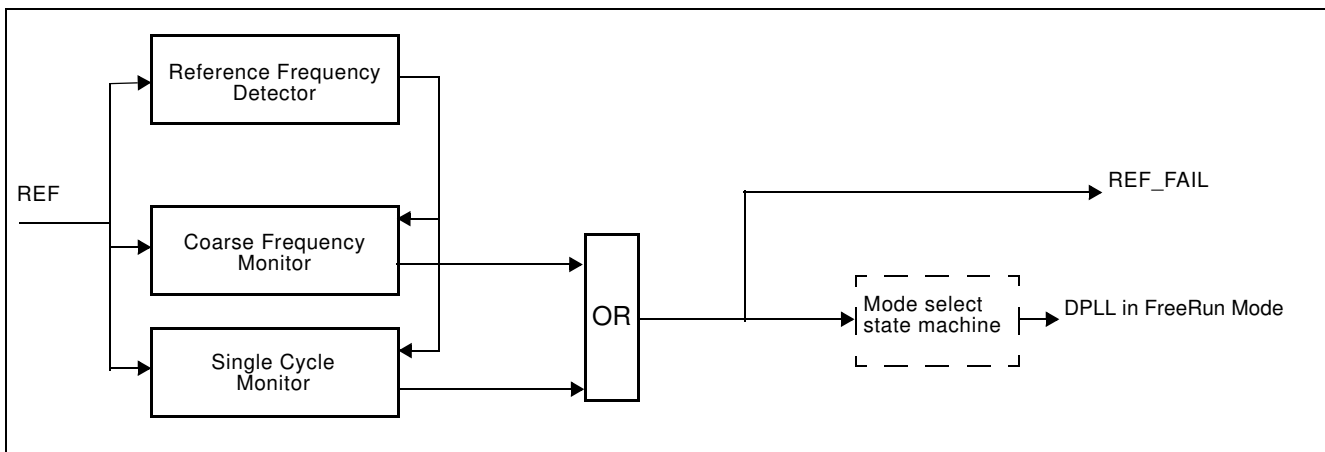 Reference Frequency
Detector
REF
REF_FAIL
Coarse Frequency
Monitor
OR
Mode select
state machine
DPLL in FreeRun Mode
Single Cycle
Monitor